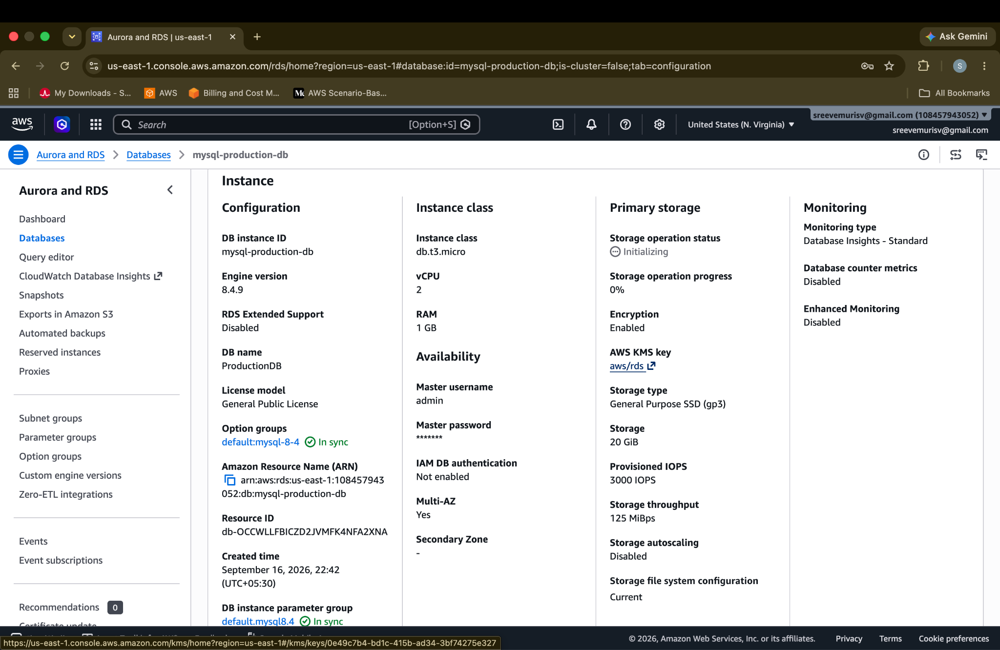 Aurora and RDS | us-east-1
Ask Gemini
us-east-1.console.aws.amazon.com/rds/home?region=us-east-1#database:id=mysql-production-db;is-cluster=false;tab=configuration
S
My Downloads - S...
AWS
Billing and Cost M...
AWS Scenario-Bas...
All Bookmarks
aws
Search
[Option+S]
United States (N. Virginia)
sreevemurisv@gmail.com (108457943052)
sreevemurisv@gmail.com
Aurora and RDS
Databases
mysql-production-db
Aurora and RDS
Dashboard
Databases
Query editor
CloudWatch Database Insights
Snapshots
Exports in Amazon S3
Automated backups
Reserved instances
Proxies
Subnet groups
Parameter groups
Option groups
Custom engine versions
Zero-ETL integrations
Events
Event subscriptions
Recommendations 0
Certificate update
Instance
Configuration
DB instance ID
mysql-production-db
Engine version
8.4.9
RDS Extended Support
Disabled
DB name
ProductionDB
License model
General Public License
Option groups
default:mysql-8-4 In sync
Amazon Resource Name (ARN)
arn:aws:rds:us-east-1:108457943
052:db:mysql-production-db
Resource ID
db-OCCWLLFBICZD2JVMFK4NFA2XNA
Created time
September 16, 2026, 22:42
(UTC+05:30)
DB instance parameter group
default.mysql8.4 In sync
Instance class
Instance class
db.t3.micro
vCPU
2
RAM
1 GB
Availability
Master username
admin
Master password
*******
IAM DB authentication
Not enabled
Multi-AZ
Yes
Secondary Zone
-
Primary storage
Storage operation status
Initializing
Storage operation progress
0%
Encryption
Enabled
AWS KMS key
aws/rds
Storage type
General Purpose SSD (gp3)
Storage
20 GiB
Provisioned IOPS
3000 IOPS
Storage throughput
125 MiBps
Storage autoscaling
Disabled
Storage file system configuration
Current
Monitoring
Monitoring type
Database Insights - Standard
Database counter metrics
Disabled
Enhanced Monitoring
Disabled
https://us-east-1.console.aws.amazon.com/kms/home?region=us-east-1#/kms/keys/0e49c7b4-bd1c-415b-ad34-3bf74275e327
© 2026, Amazon Web Services, Inc. or its affiliates.
Privacy
Terms
Cookie preferences